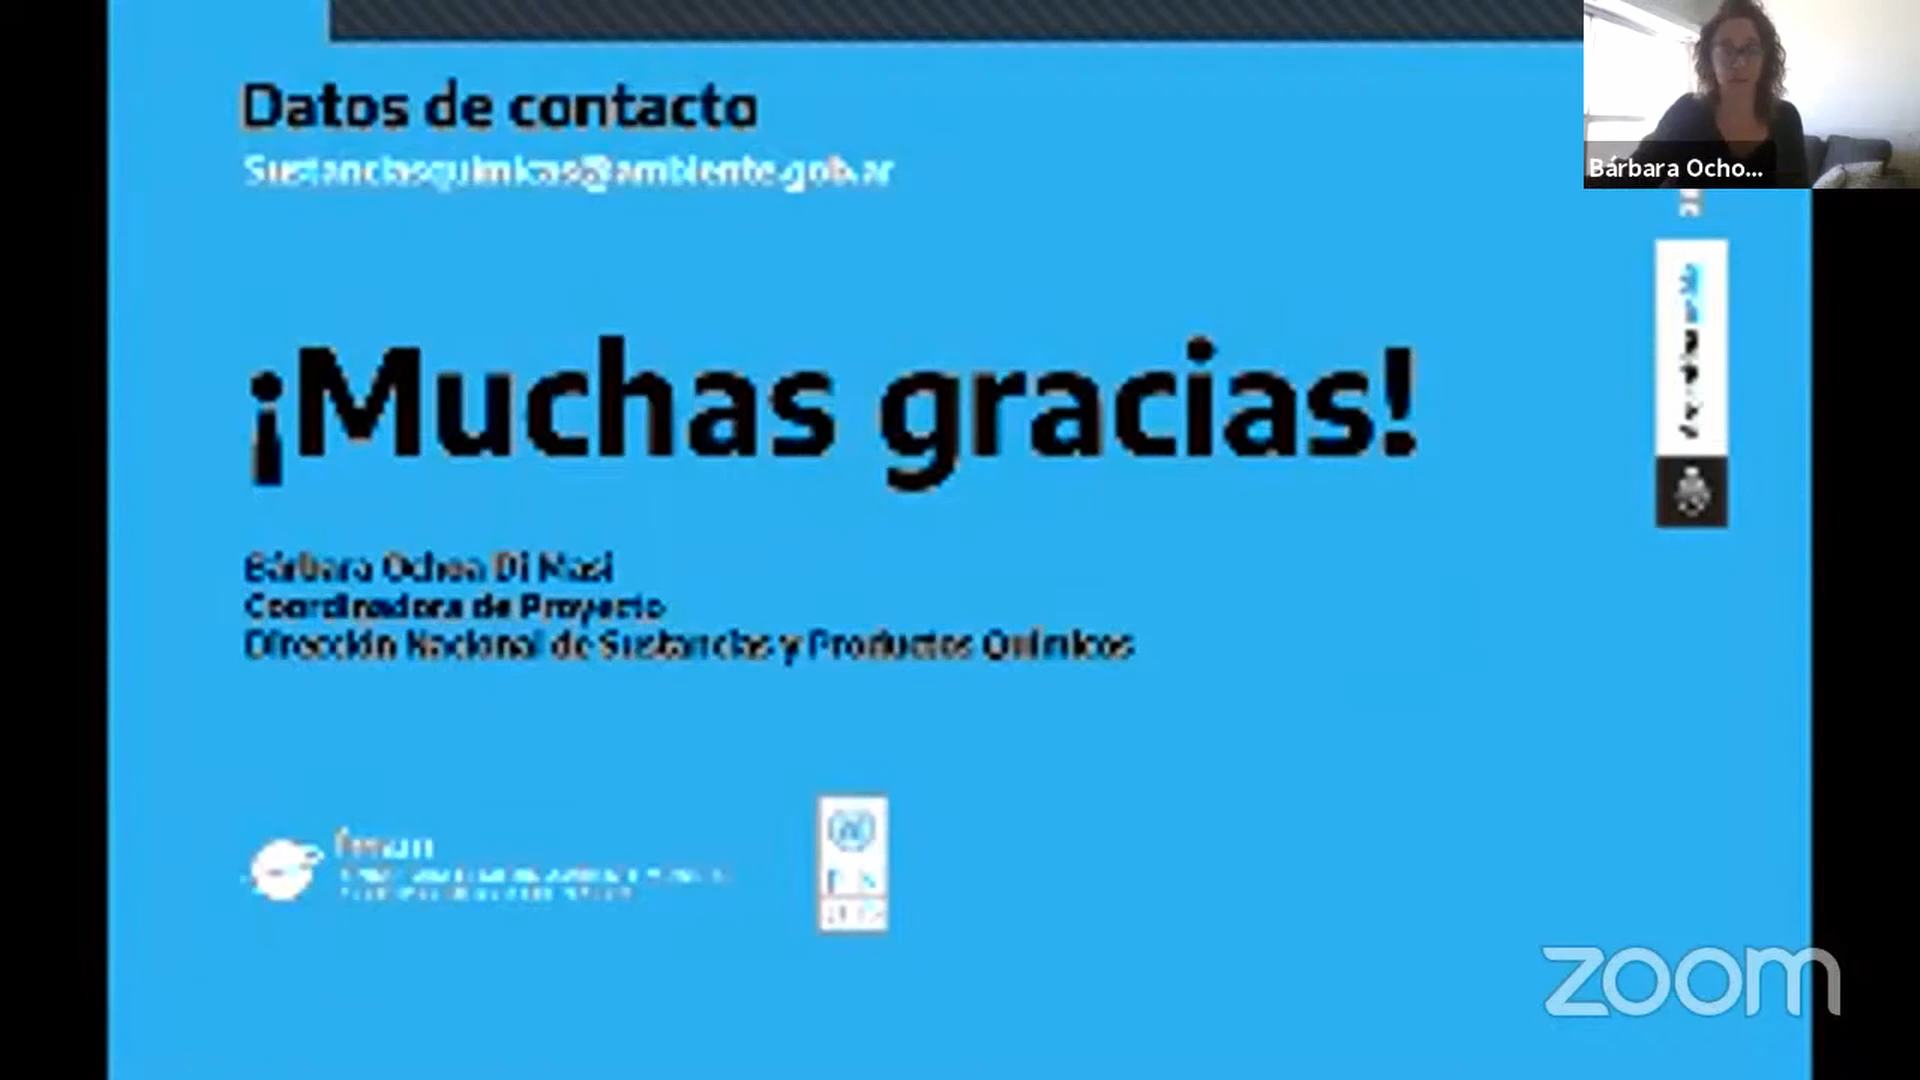 Datos de contacto
Sustanciasquimicas@ambiente.gob.ar
¡Muchas gracias!
Bárbara Ochoa Di Masi
Coordinadora de Proyecto
Dirección Nacional de Sustancias y Productos Químicos
Bárbara Ocho...
zoom